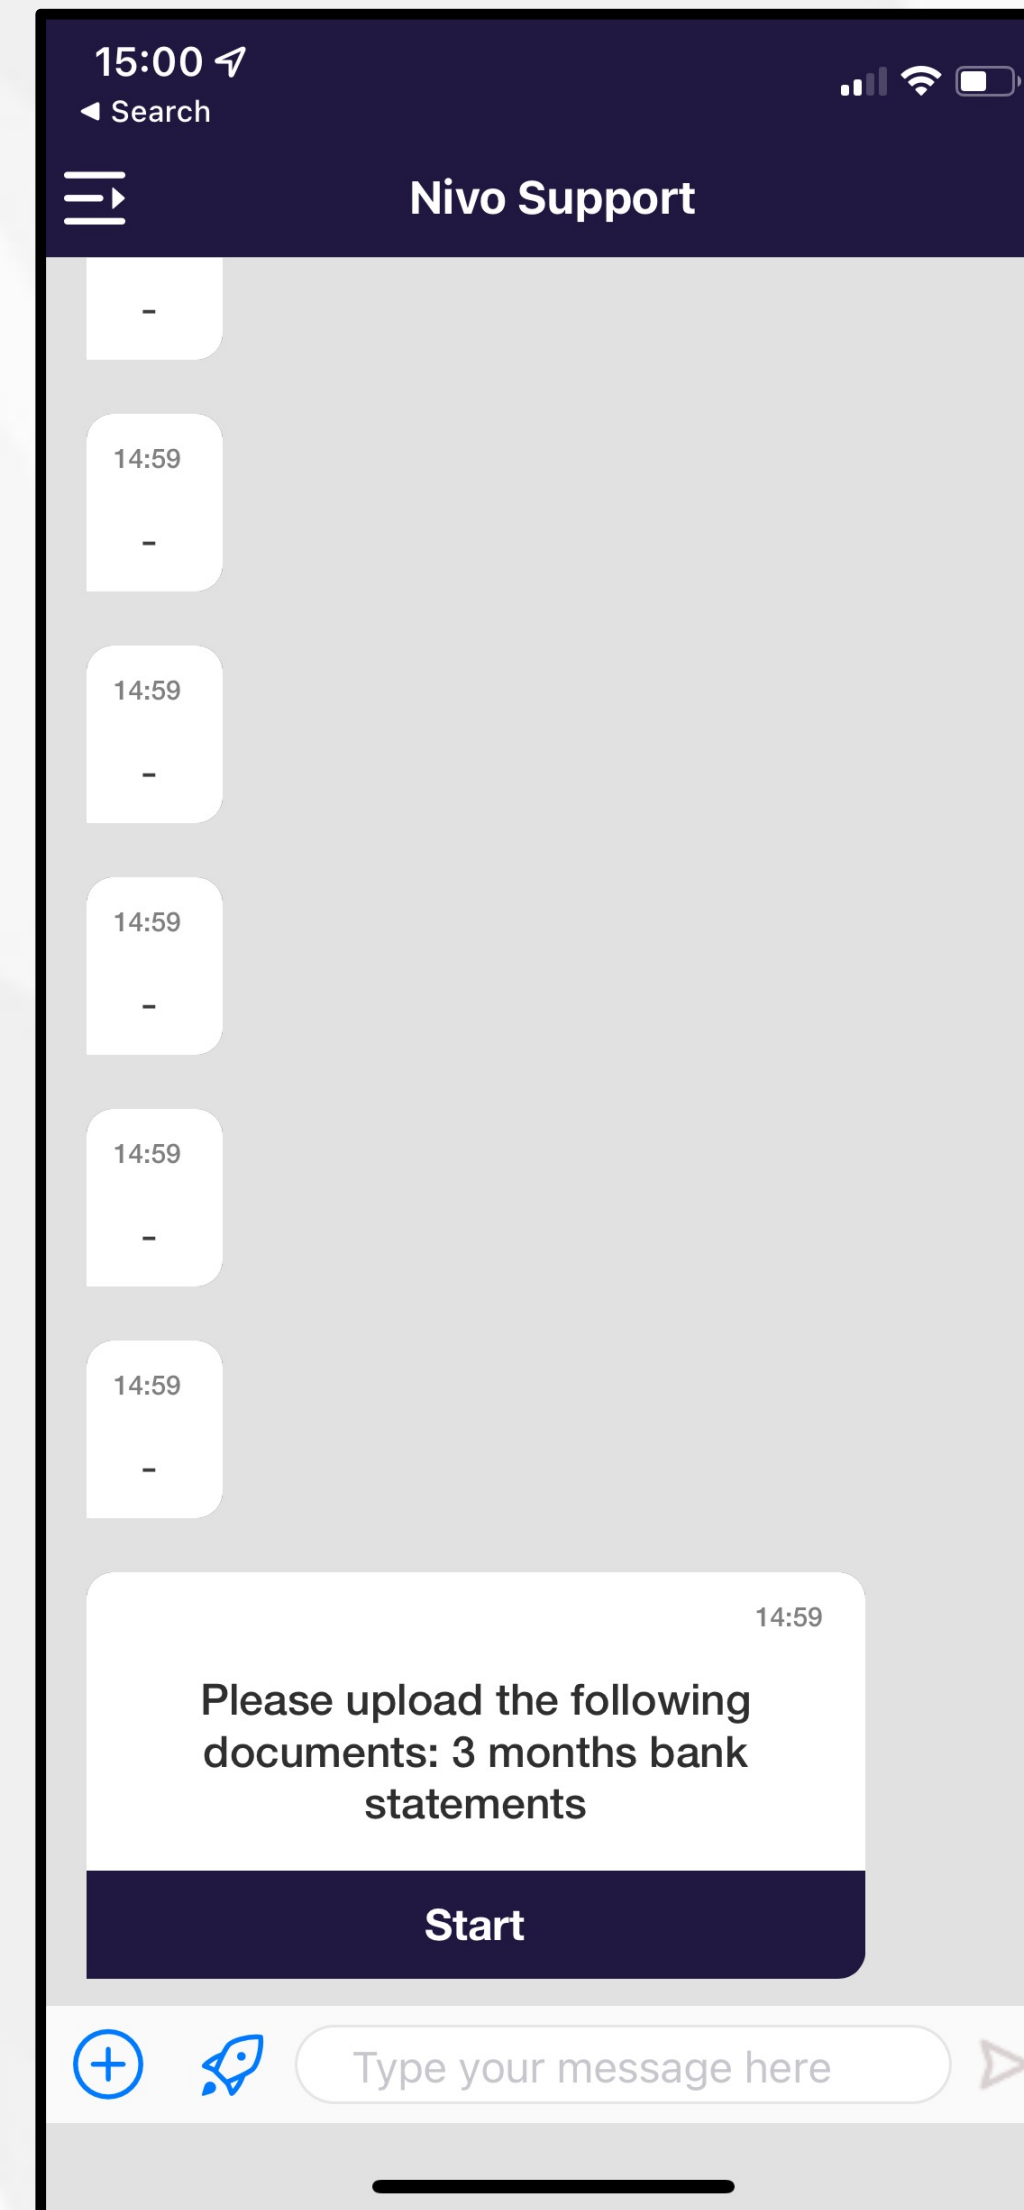 15:00
Search
Nivo Support
-
14:59
-
14:59
-
14:59
-
14:59
-
14:59
-
14:59
Please upload the following
documents: 3 months bank
statements
Start
Type your message here